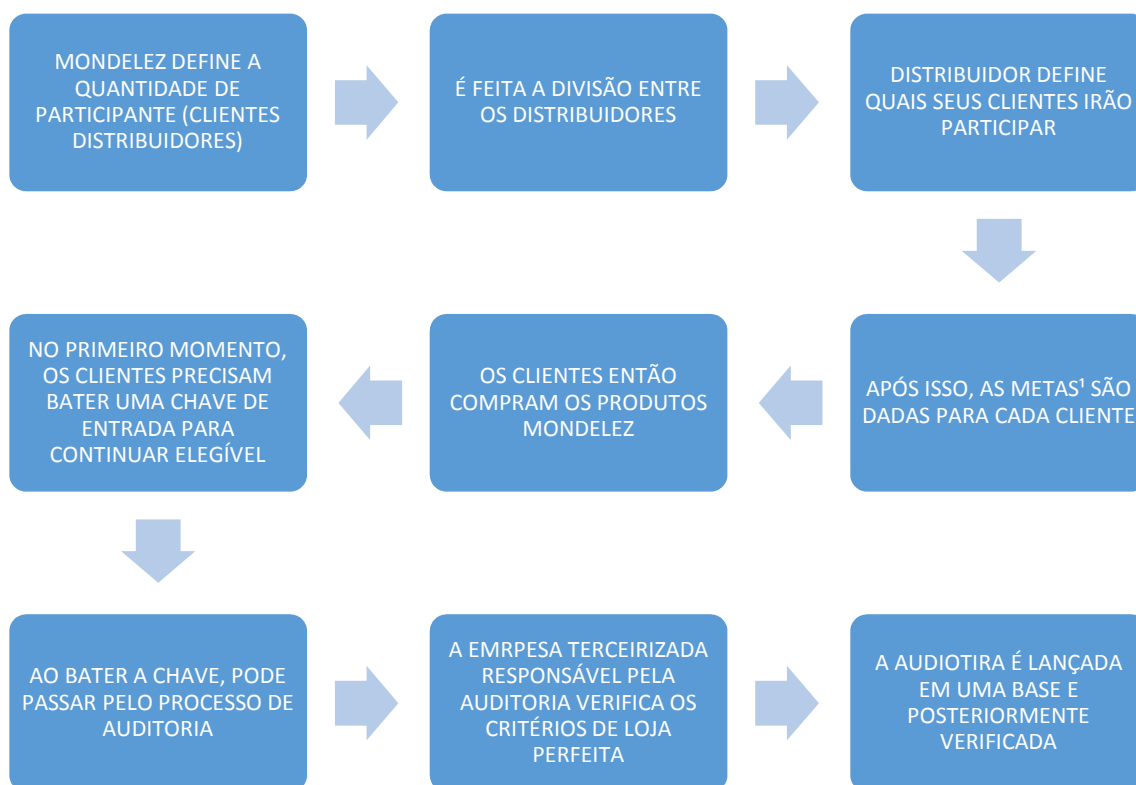 MONDELEZ DEFINE A
QUANTIDADE DE
PARTICIPANTE (CLIENTES
DISTRIBUIDORES)
É FEITA A DIVISÃO ENTRE
OS DISTRIBUIDORES
DISTRIBUIDOR DEFINE
QUAIS SEUS CLIENTES IRÃO
PARTICIPAR
APÓS ISSO, AS METAS¹ SÃO
DADAS PARA CADA CLIENTE
OS CLIENTES ENTÃO
COMPRAM OS PRODUTOS
MONDELEZ
NO PRIMEIRO MOMENTO,
OS CLIENTES PRECISAM
BATER UMA CHAVE DE
ENTRADA PARA
CONTINUAR ELEGÍVEL
AO BATER A CHAVE, PODE
PASSAR PELO PROCESSO DE
AUDITORIA
A EMRPESA TERCEIRIZADA
RESPONSÁVEL PELA
AUDITORIA VERIFICA OS
CRITÉRIOS DE LOJA
PERFEITA
A AUDIOTIRA É LANÇADA
EM UMA BASE E
POSTERIORMENTE
VERIFICADA